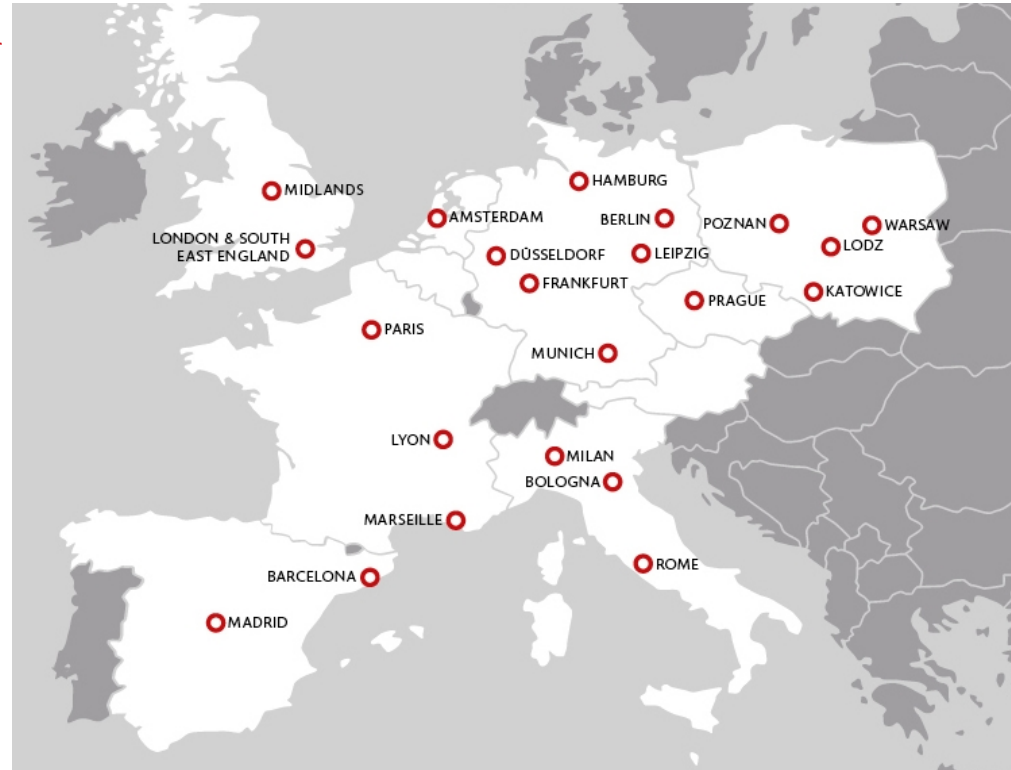 HAMBURG
MIDLANDS
AMSTERDAM
BERLIN
POZNAN
WARSAW
LONDON & SOUTH
EAST ENGLAND
LODZ
DÜSSELDORF
LEIPZIG
FRANKFURT
KATOWICE
PRAGUE
PARIS
MUNICH
LYON
MILAN
BOLOGNA
MARSEILLE
ROME
BARCELONA
MADRID